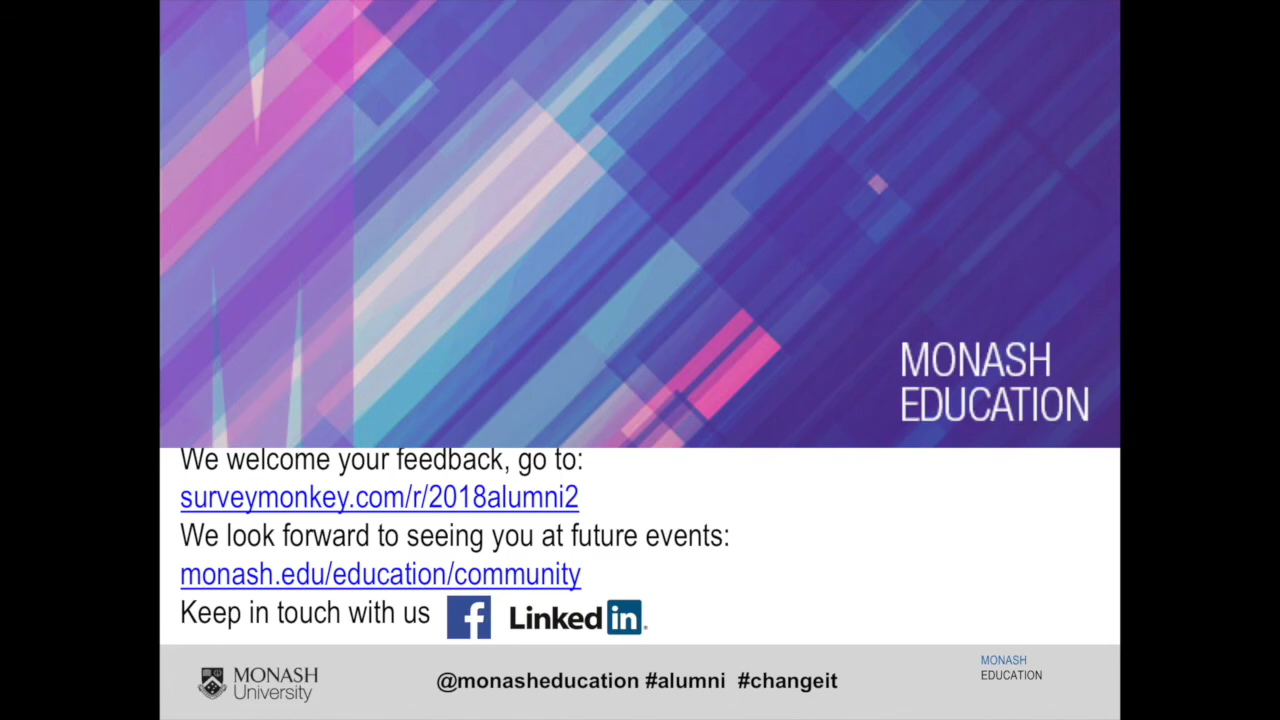 MONASH
EDUCATION
We welcome your feedback, go to:
surveymonkey.com/r/2018alumni2
We look forward to seeing you at future events:
monash.edu/education/community
Keep in touch with us f Linked in
MONASH University
@monasheducation #alumni #changeit
MONASH
EDUCATION